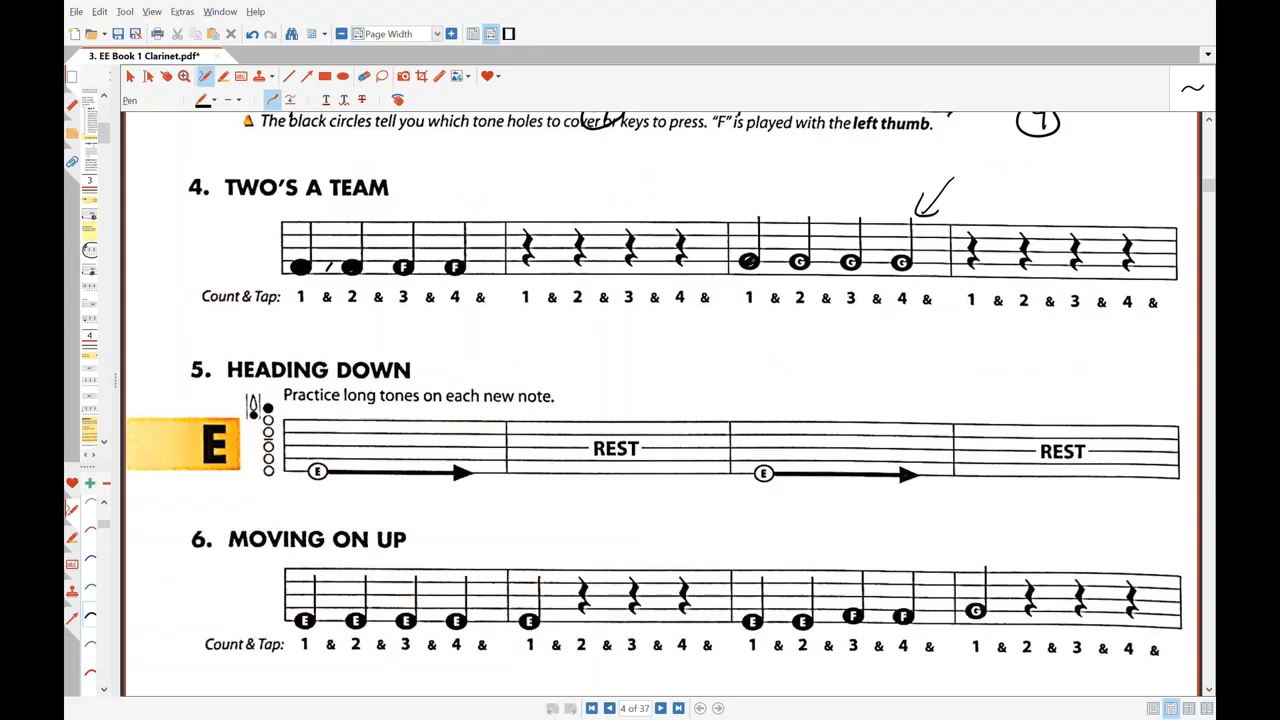 File Edit Tool View Extras Window Help
Page Width
3. EE Book 1 Clarinet.pdf*
Pen
The black circles tell you which tone holes to cover or keys to press. "F" is played with the left thumb.
4. TWO'S A TEAM
F F G G G
Count & Tap: 1 & 2 & 3 & 4 & 1 & 2 & 3 & 4 & 1 & 2 & 3 & 4 & 1 & 2 & 3 & 4 &
5. HEADING DOWN
Practice long tones on each new note.
E
REST REST
E E
6. MOVING ON UP
E E E E E E E F F G
Count & Tap: 1 & 2 & 3 & 4 & 1 & 2 & 3 & 4 & 1 & 2 & 3 & 4 & 1 & 2 & 3 & 4 &
3
4
4 of 37